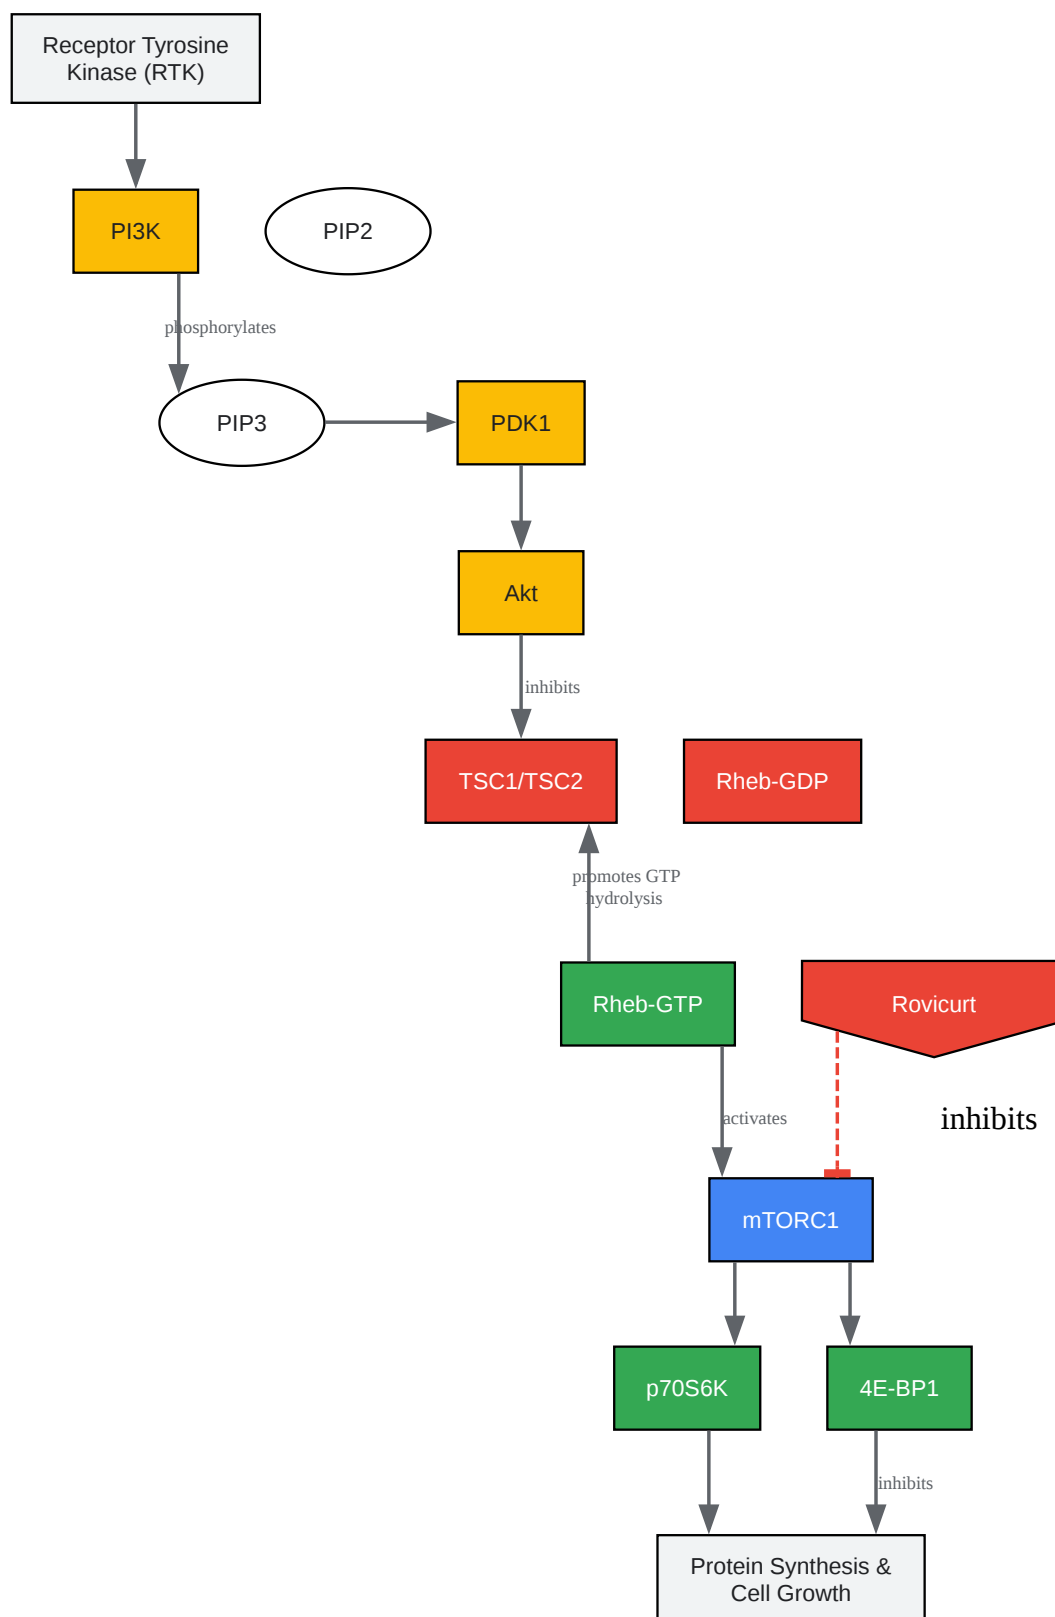 Receptor Tyrosine
Kinase (RTK)
PI3K
PIP2
phosphorylates
PIP3
PDK1
Akt
inhibits
TSC1/TSC2
Rheb-GDP
promotes GTP
hydrolysis
Rheb-GTP
Rovicurt
activates
inhibits
mTORC1
p70S6K
4E-BP1
inhibits
Protein Synthesis &
Cell Growth